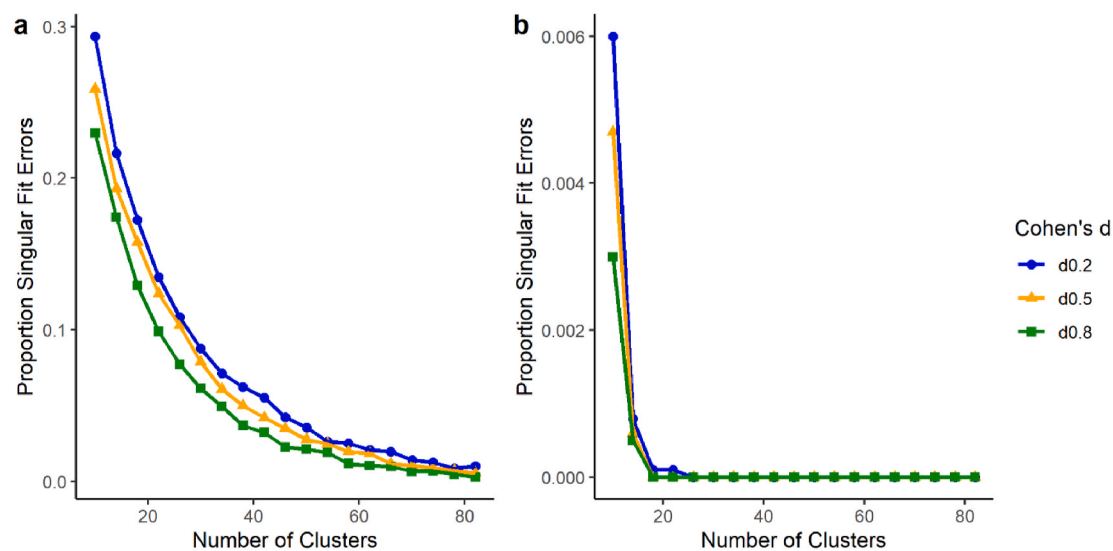 a
0.3
0.2
0.1
0.0
Proportion Singular Fit Errors
20
40
60
80
Number of Clusters
b
0.006
0.004
0.002
0.000
Proportion Singular Fit Errors
20
40
60
80
Number of Clusters
Cohen's d
d0.2
d0.5
d0.8